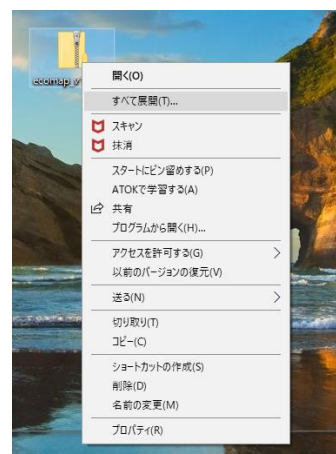 ecomap_v
開く(O)
すべて展開(T)...
スキャン
抹消
スタートにピン留めする(P)
ATOKで学習する(A)
共有
プログラムから開く(H)...
アクセスを許可する(G)
以前のバージョンの復元(V)
送る(N)
切り取り(T)
コピー(C)
ショートカットの作成(S)
削除(D)
名前の変更(M)
プロパティ(R)